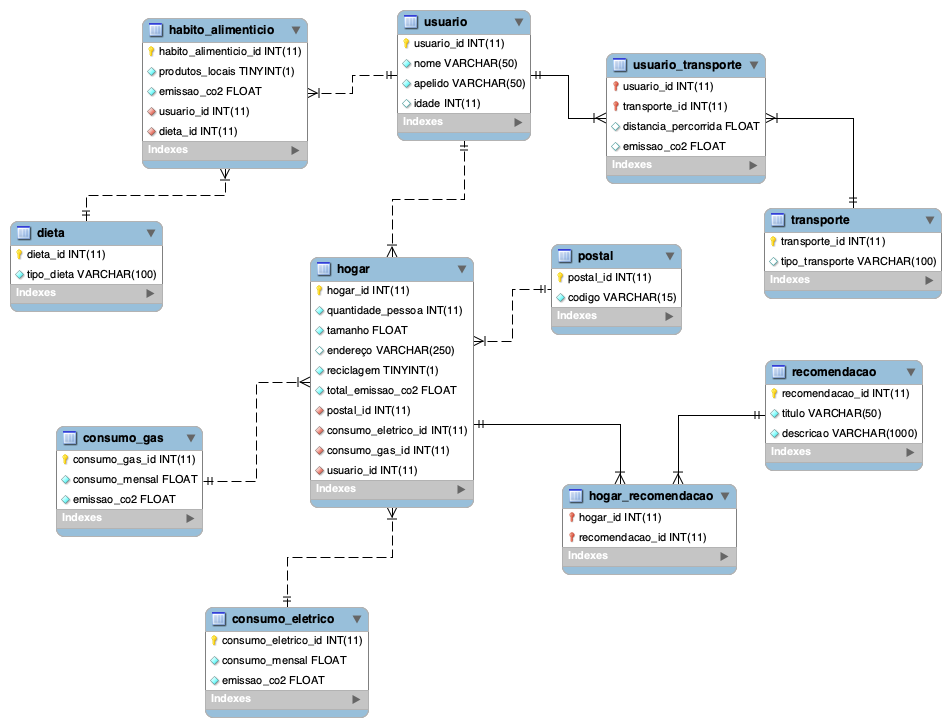 habito_alimenticio
habito_alimenticio_id INT(11)
produtos_locais TINYINT(1)
emissao_co2 FLOAT
usuario_id INT(11)
dieta_id INT(11)
Indexes
usuario
usuario_id INT(11)
nome VARCHAR(50)
apelido VARCHAR(50)
idade INT(11)
Indexes
usuario_transporte
usuario_id INT(11)
transporte_id INT(11)
distancia_percorrida FLOAT
emissao_co2 FLOAT
Indexes
dieta
dieta_id INT(11)
tipo_dieta VARCHAR(100)
Indexes
transporte
transporte_id INT(11)
tipo_transporte VARCHAR(100)
Indexes
hogar
hogar_id INT(11)
quantidade_pessoa INT(11)
tamanho FLOAT
endereço VARCHAR(250)
reciclagem TINYINT(1)
total_emissao_co2 FLOAT
postal_id INT(11)
consumo_eletrico_id INT(11)
consumo_gas_id INT(11)
usuario_id INT(11)
Indexes
postal
postal_id INT(11)
codigo VARCHAR(15)
Indexes
recomendacao
recomendacao_id INT(11)
titulo VARCHAR(50)
descricao VARCHAR(1000)
Indexes
consumo_gas
consumo_gas_id INT(11)
consumo_mensal FLOAT
emissao_co2 FLOAT
Indexes
hogar_recomendacao
hogar_id INT(11)
recomendacao_id INT(11)
Indexes
consumo_eletrico
consumo_eletrico_id INT(11)
consumo_mensal FLOAT
emissao_co2 FLOAT
Indexes